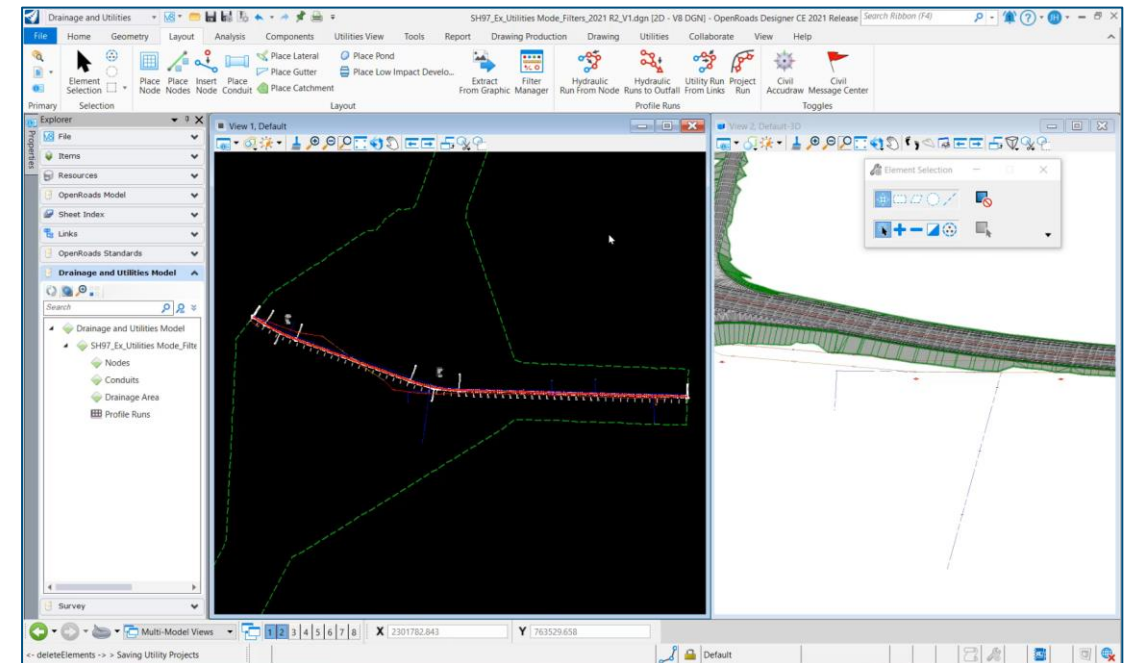 Drainage and Utilities
SH97_Ex_Utilities Mode_Filters_2021 R2_V1.dgn [2D - V8 DGN] - OpenRoads Designer CE 2021 Release
Search Ribbon (F4)
File Home Geometry Layout Analysis Components Utilities View Tools Report Drawing Production Drawing Utilities Collaborate View Help
Element Selection
Place Node
Place Nodes
Insert Node
Place Conduit
Place Lateral
Place Gutter
Place Catchment
Place Pond
Place Low Impact Develo...
Extract From Graphic
Filter Manager
Hydraulic Run From Node
Hydraulic Runs to Outfall
Utility Run From Links
Project Run
Civil Accudraw
Civil Message Center
Primary Selection Layout Profile Runs Toggles
Explorer
Properties
File
Items
Resources
OpenRoads Model
Sheet Index
Links
OpenRoads Standards
Drainage and Utilities Model
Search
Drainage and Utilities Model
SH97_Ex_Utilities Mode_Filte
Nodes
Conduits
Drainage Area
Profile Runs
Survey
View 1, Default
View 2, Default-3D
Element Selection
Multi-Model Views
1 2 3 4 5 6 7 8
X 2301782.843
Y 763529.658
<- deleteElements -> > Saving Utility Projects
Default